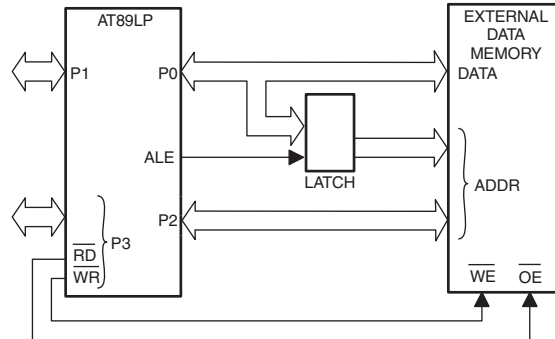 AT89LP
EXTERNAL
DATA
MEMORY
P1
P0
DATA
ALE
LATCH
ADDR
P2
P3
RD
WR
WE
OE